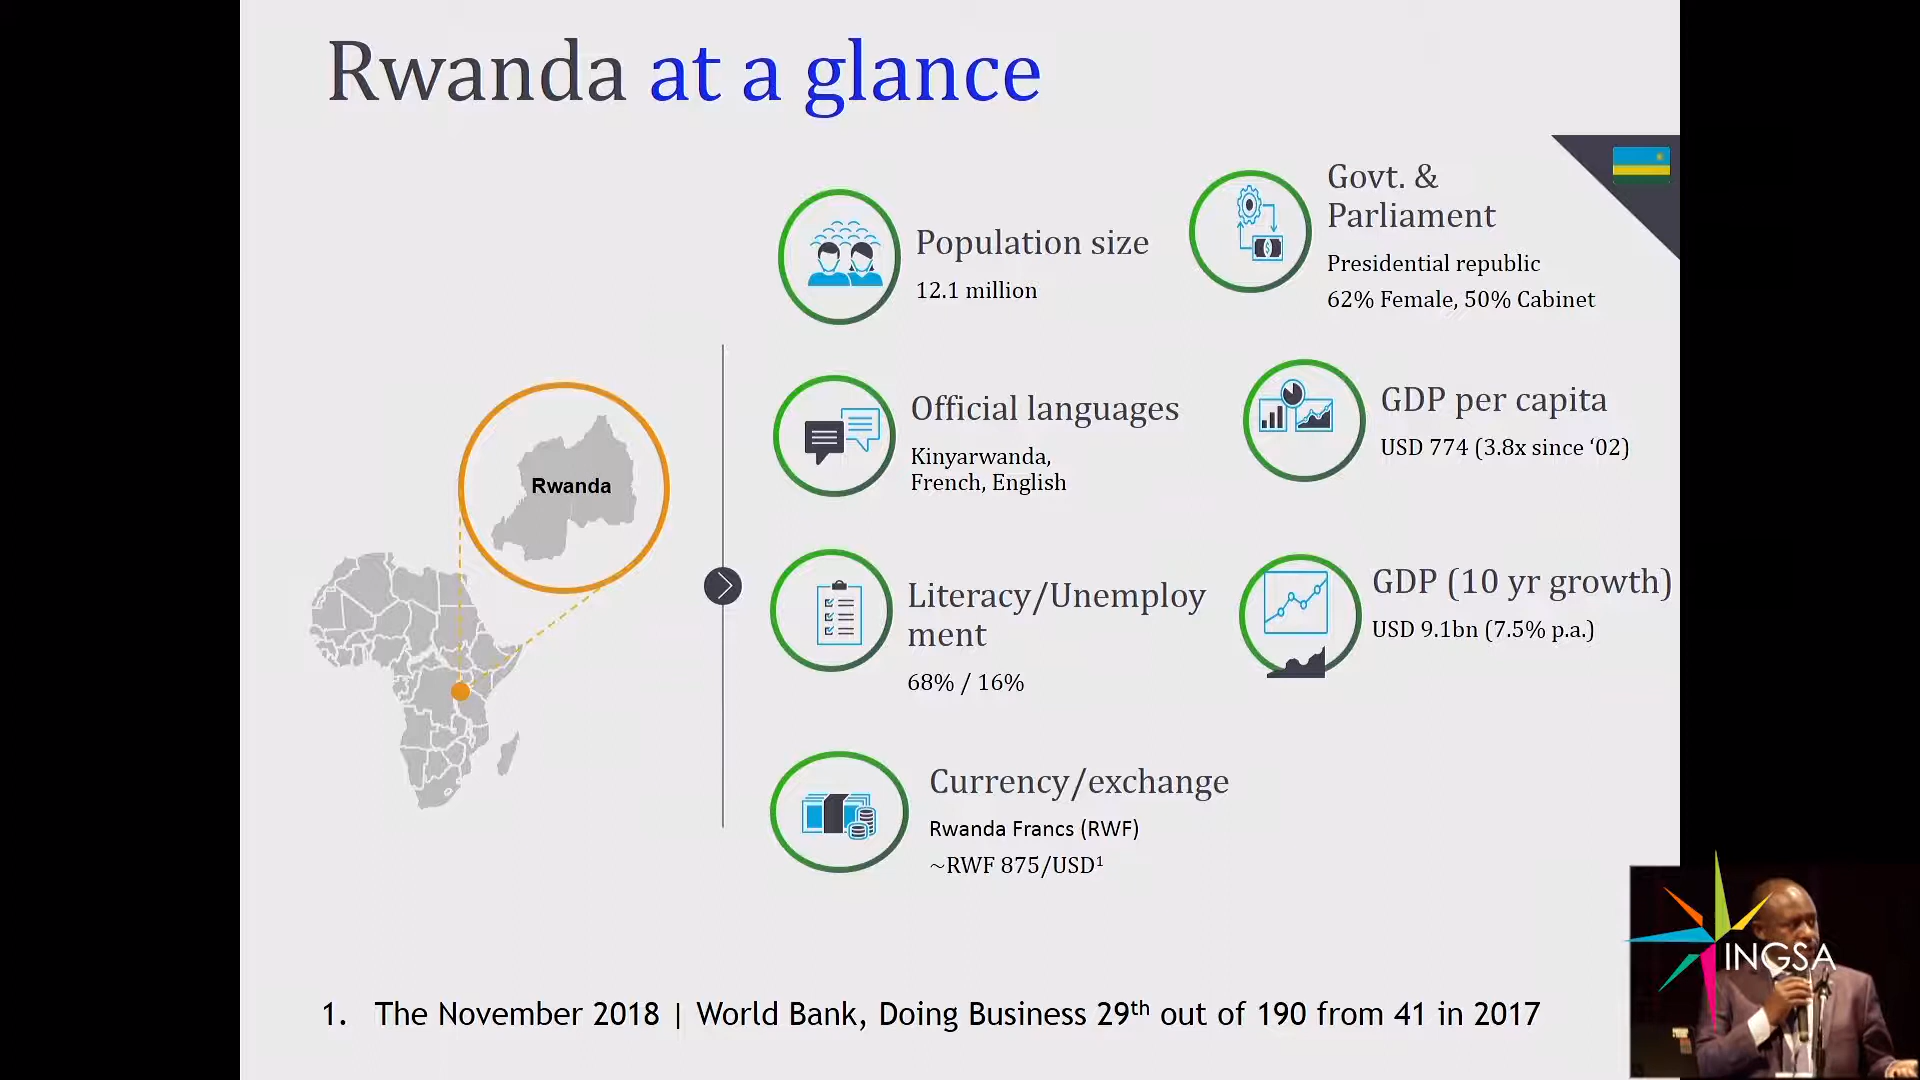 Rwanda at a glance
Population size
12.1 million
Govt. &
Parliament
Presidential republic
62% Female, 50% Cabinet
Official languages
Kinyarwanda,
French, English
GDP per capita
USD 774 (3.8x since ‘02)
Rwanda
Literacy/Unemploy
ment
68% / 16%
GDP (10 yr growth)
USD 9.1bn (7.5% p.a.)
Currency/exchange
Rwanda Francs (RWF)
~RWF 875/USD¹
INGSA
1. The November 2018 | World Bank, Doing Business 29th out of 190 from 41 in 2017